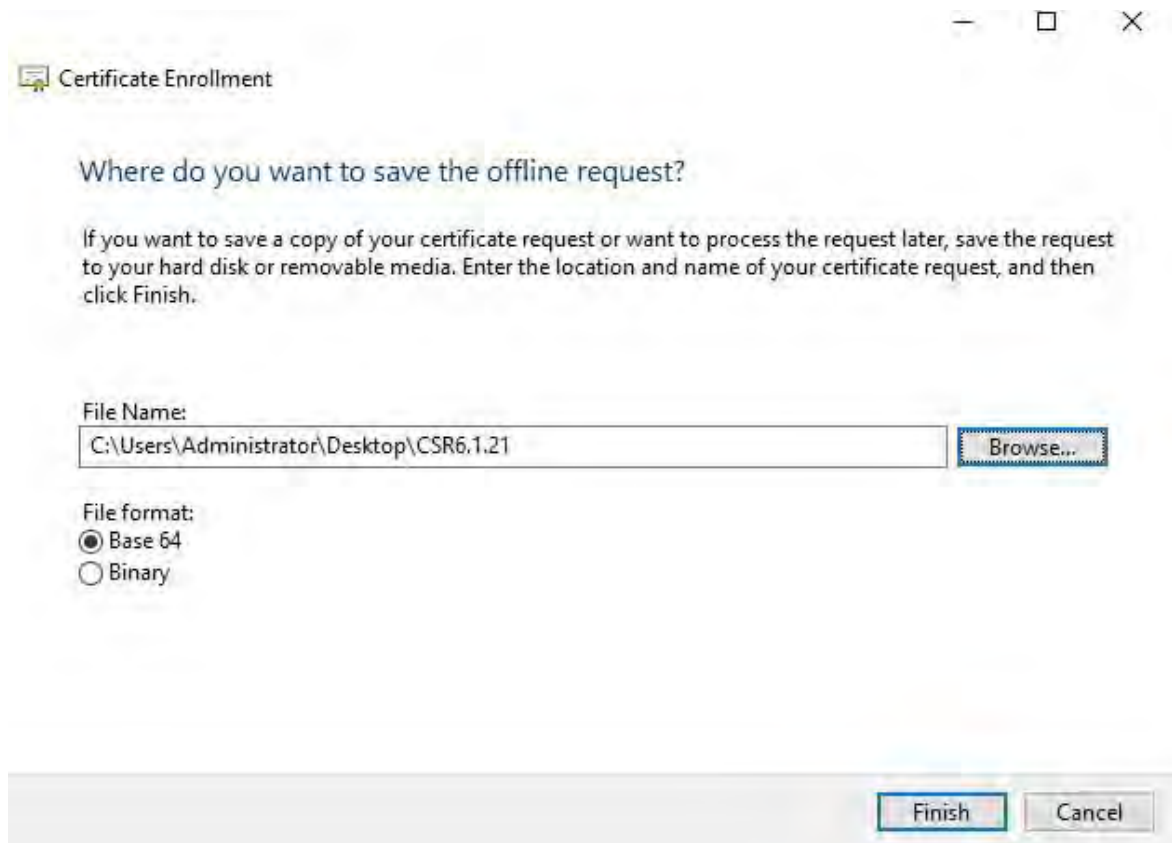 Certificate Enrollment
Where do you want to save the offline request?
If you want to save a copy of your certificate request or want to process the request later, save the request
to your hard disk or removable media. Enter the location and name of your certificate request, and then
click Finish.
File Name:
C:\Users\Administrator\Desktop\CSR6.1.21
Browse...
File format:
Base 64
Binary
Finish
Cancel